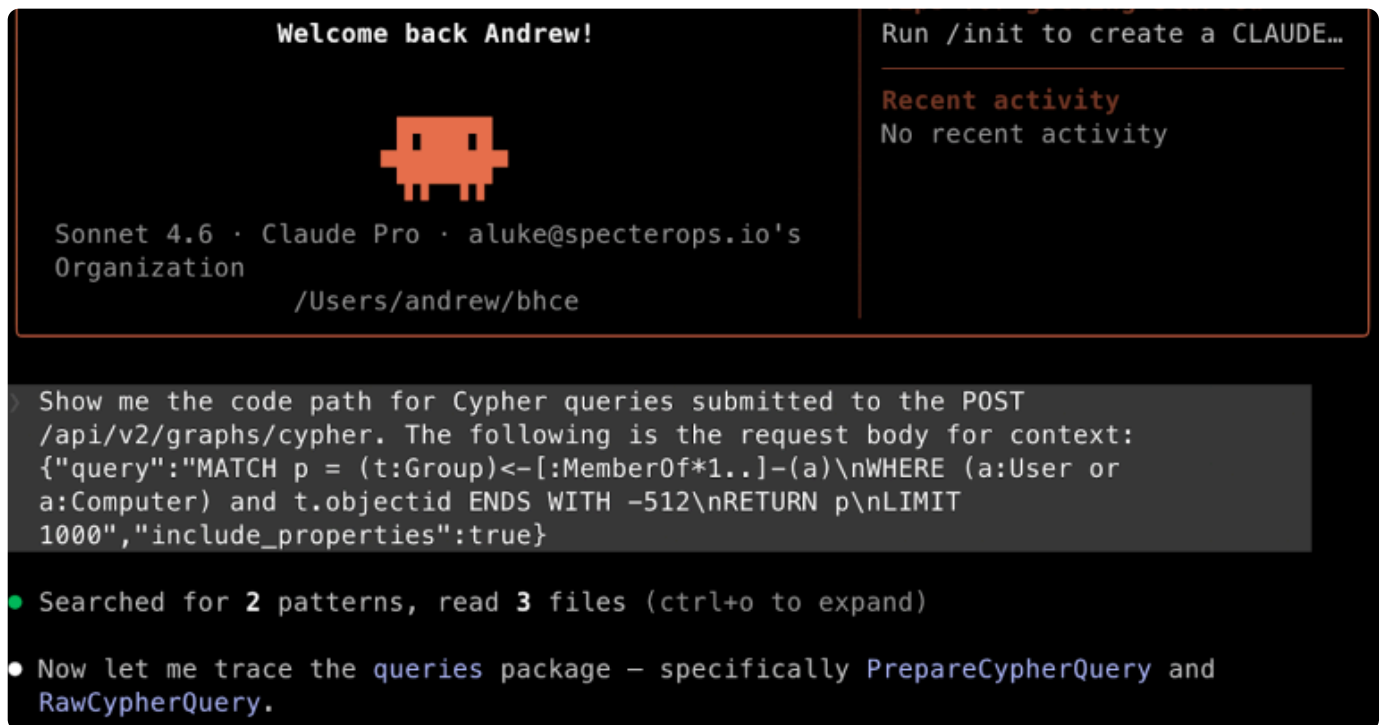 Welcome back Andrew!
Run /init to create a CLAUDE…
Recent activity
No recent activity
Sonnet 4.6 · Claude Pro · aluke@specterops.io's
Organization
/Users/andrew/bhce
❯ Show me the code path for Cypher queries submitted to the POST
/api/v2/graphs/cypher. The following is the request body for context:
{"query":"MATCH p = (t:Group)<-[:MemberOf*1..]-(a)\nWHERE (a:User or
a:Computer) and t.objectid ENDS WITH -512\nRETURN p\nLIMIT
1000","include_properties":true}
● Searched for 2 patterns, read 3 files (ctrl+o to expand)
● Now let me trace the queries package — specifically PrepareCypherQuery and
RawCypherQuery.